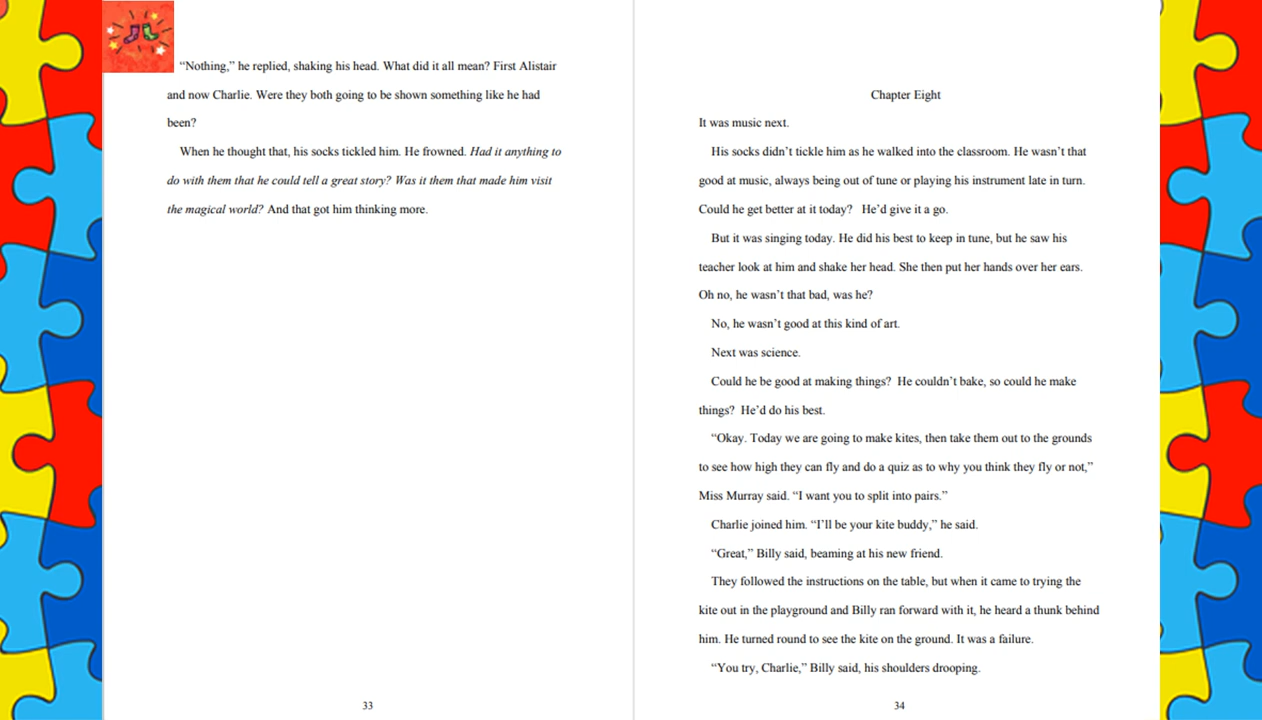 “Nothing,” he replied, shaking his head. What did it all mean? First Alistair
and now Charlie. Were they both going to be shown something like he had
been?
When he thought that, his socks tickled him. He frowned. Had it anything to
do with them that he could tell a great story? Was it them that made him visit
the magical world? And that got him thinking more.
33
Chapter Eight
It was music next.
His socks didn’t tickle him as he walked into the classroom. He wasn’t that
good at music, always being out of tune or playing his instrument late in turn.
Could he get better at it today? He’d give it a go.
But it was singing today. He did his best to keep in tune, but he saw his
teacher look at him and shake her head. She then put her hands over her ears.
Oh no, he wasn’t that bad, was he?
No, he wasn’t good at this kind of art.
Next was science.
Could he be good at making things? He couldn’t bake, so could he make
things? He’d do his best.
“Okay. Today we are going to make kites, then take them out to the grounds
to see how high they can fly and do a quiz as to why you think they fly or not,”
Miss Murray said. “I want you to split into pairs.”
Charlie joined him. “I’ll be your kite buddy,” he said.
“Great,” Billy said, beaming at his new friend.
They followed the instructions on the table, but when it came to trying the
kite out in the playground and Billy ran forward with it, he heard a thunk behind
him. He turned round to see the kite on the ground. It was a failure.
“You try, Charlie,” Billy said, his shoulders drooping.
34